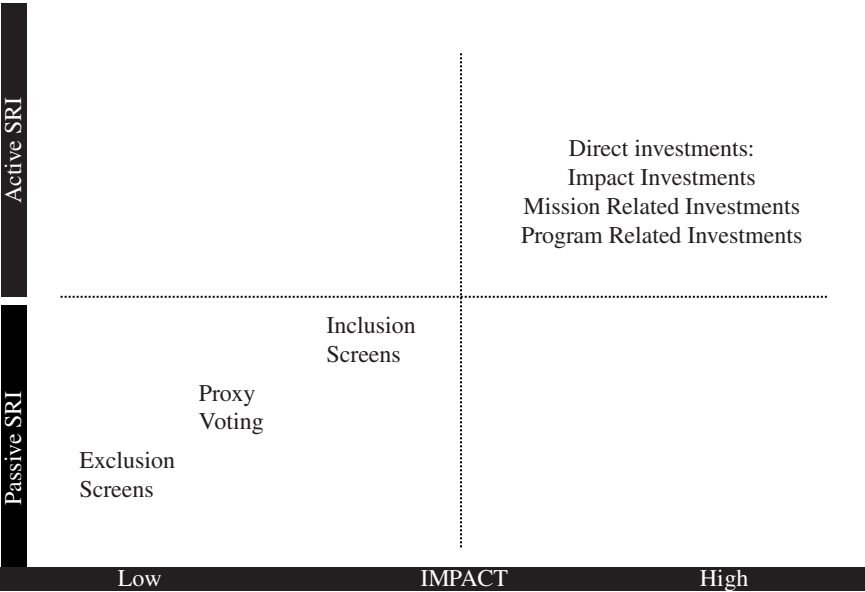 Active SRI
Direct investments:
Impact Investments
Mission Related Investments
Program Related Investments
Passive SRI
Inclusion
Screens
Proxy
Voting
Exclusion
Screens
Low
IMPACT
High